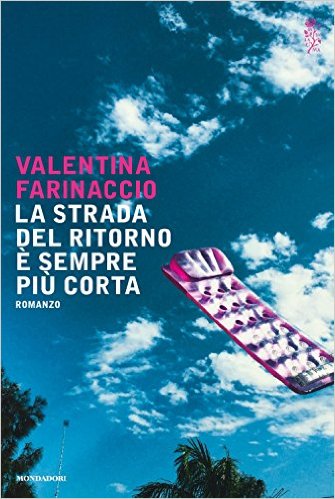 VALENTINA
FARINACCIO
LA STRADA
DEL RITORNO
È SEMPRE
PIÙ CORTA
ROMANZO
MONDADORI